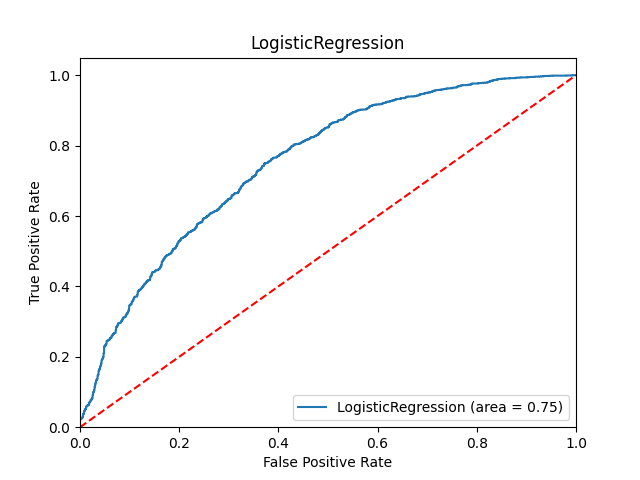 LogisticRegression
1.0
0.8
0.6
0.4
0.2
0.0
True Positive Rate
LogisticRegression (area = 0.75)
0.0 0.2 0.4 0.6 0.8 1.0
False Positive Rate